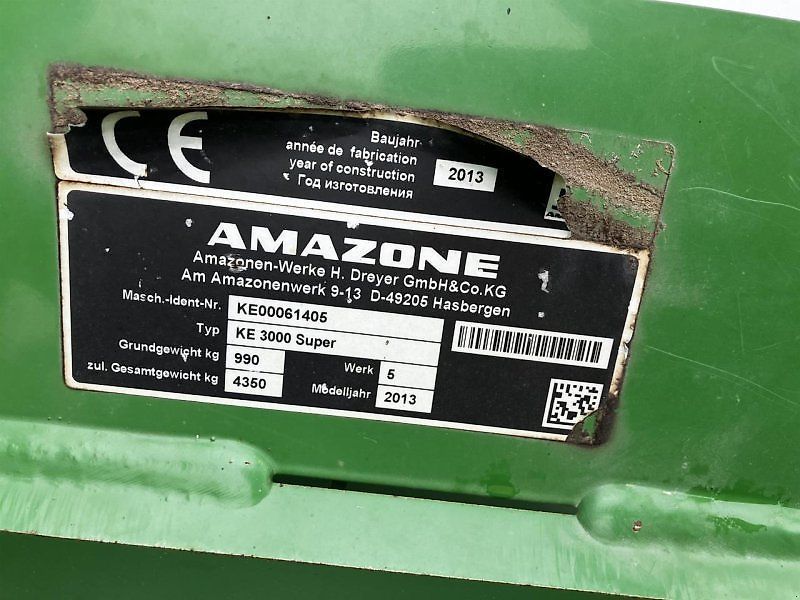 CE
Baujahr
année de fabrication
year of construction
Год изготовления
2013
AMAZONE
Amazonen-Werke H. Dreyer GmbH&Co.KG
Am Amazonenwerk 9-13 D-49205 Hasbergen
Masch.-Ident-Nr. KE00061405
Typ KE 3000 Super
Grundgewicht kg 990 Werk 5
zul. Gesamtgewicht kg 4350 Modelljahr 2013